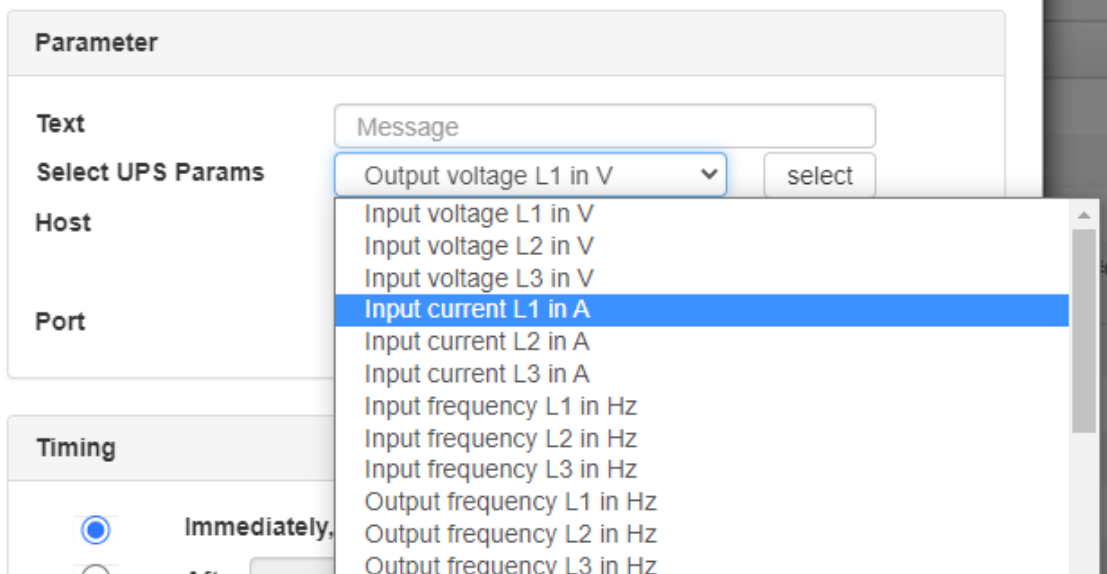 Parameter
Text Message
Select UPS Params Output voltage L1 in V select
Host
Port
Input voltage L1 in V
Input voltage L2 in V
Input voltage L3 in V
Input current L1 in A
Input current L2 in A
Input current L3 in A
Input frequency L1 in Hz
Input frequency L2 in Hz
Input frequency L3 in Hz
Output frequency L1 in Hz
Output frequency L2 in Hz
Output frequency L3 in Hz
Timing
Immediately,